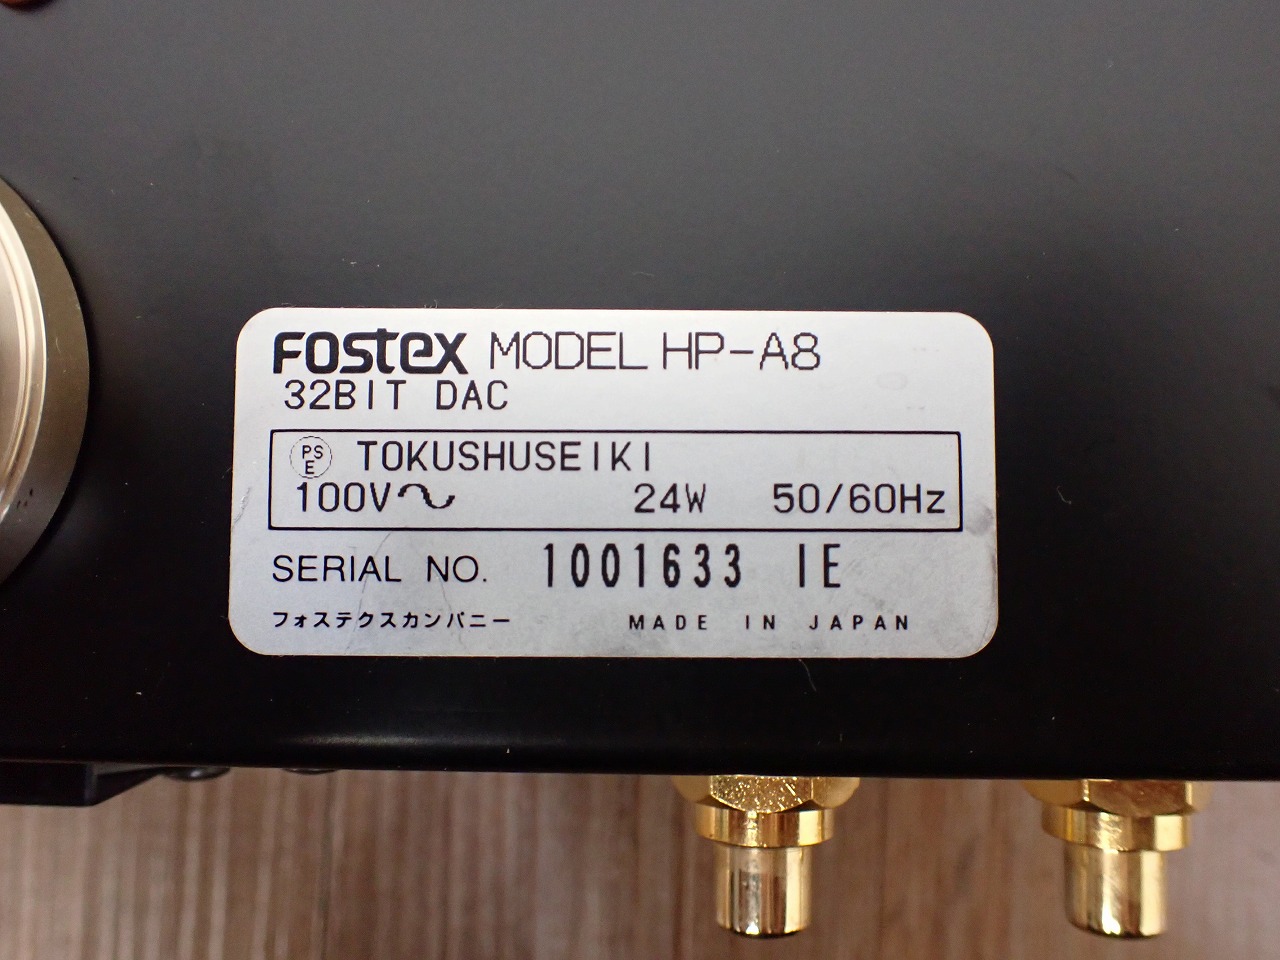 FOSTEX MODEL HP-A8
32BIT DAC
PS E TOKUSHUSEIKI
100V 24W 50/60Hz
SERIAL NO. 1001633 IE
フォステクスカンパニー MADE IN JAPAN